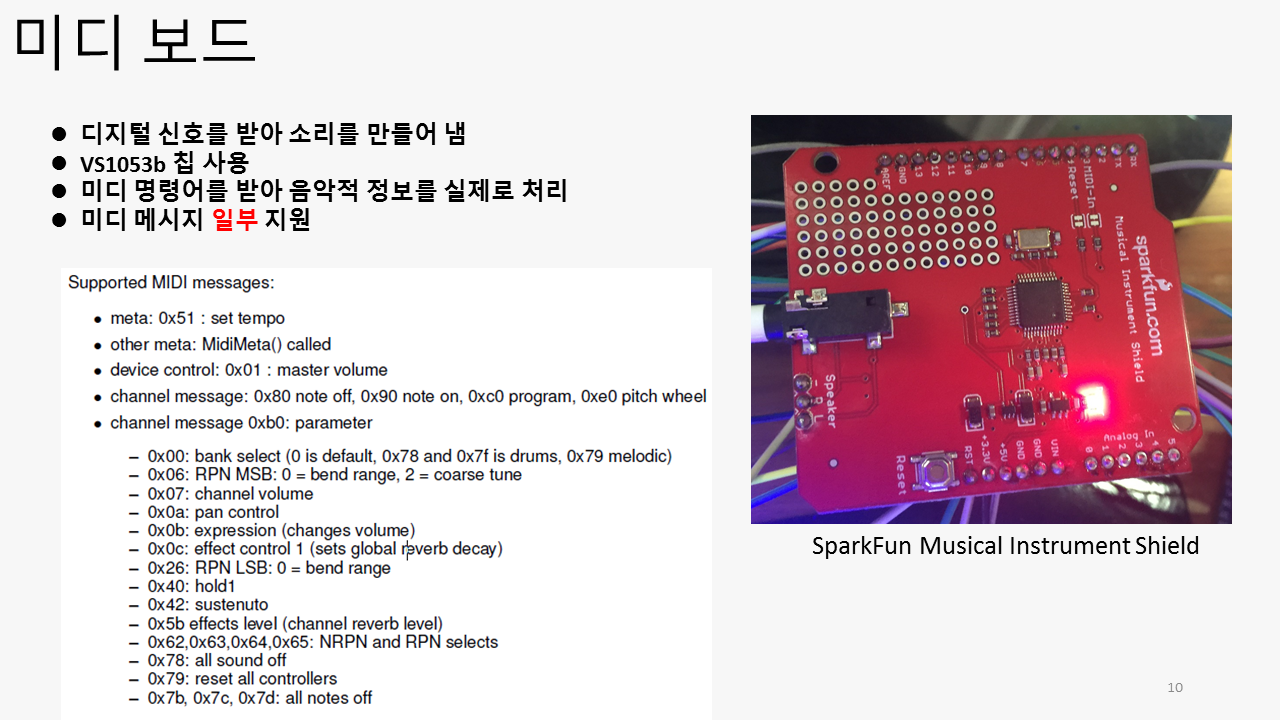 미디 보드
● 디지털 신호를 받아 소리를 만들어 냄
● VS1053b 칩 사용
● 미디 명령어를 받아 음악적 정보를 실제로 처리
● 미디 메시지 일부 지원
Supported MIDI messages:
● meta: 0x51 : set tempo
● other meta: MidiMeta() called
● device control: 0x01 : master volume
● channel message: 0x80 note off, 0x90 note on, 0xc0 program, 0xe0 pitch wheel
● channel message 0xb0: parameter
– 0x00: bank select (0 is default, 0x78 and 0x7f is drums, 0x79 melodic)
– 0x06: RPN MSB: 0 = bend range, 2 = coarse tune
– 0x07: channel volume
– 0x0a: pan control
– 0x0b: expression (changes volume)
– 0x0c: effect control 1 (sets global reverb decay)
– 0x26: RPN LSB: 0 = bend range
– 0x40: hold1
– 0x42: sustenuto
– 0x5b effects level (channel reverb level)
– 0x62,0x63,0x64,0x65: NRPN and RPN selects
– 0x78: all sound off
– 0x79: reset all controllers
– 0x7b, 0x7c, 0x7d: all notes off
AREF
GND
13
12
11
10
9
8
7
4
3
2
TX
RX
MIDI-In
Reset
sparkfun.com
Musical Instrument Shield
Speaker
- R L
Reset
RST
+3.3V
+5V
GND
GND
VIN
Analog In
0 1 2 3 4 5
SparkFun Musical Instrument Shield
10